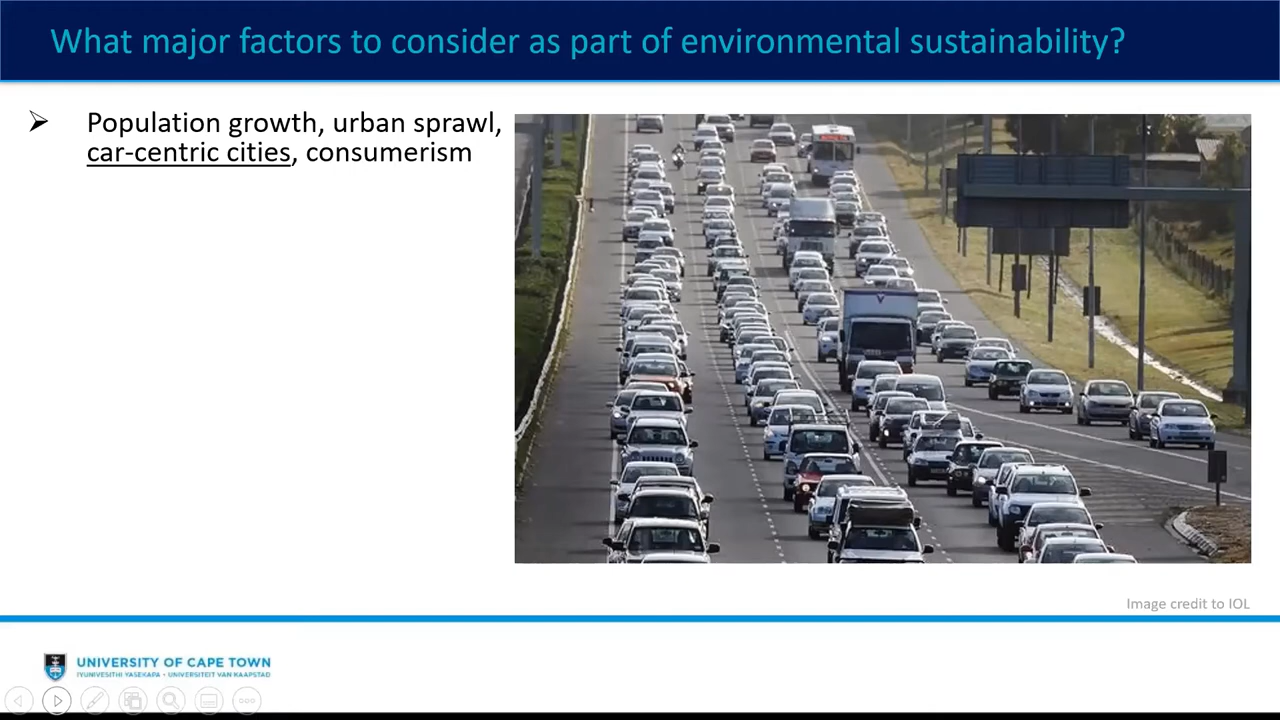 What major factors to consider as part of environmental sustainability?
➢ Population growth, urban sprawl,
car-centric cities, consumerism
Image credit to IOL
UNIVERSITY OF CAPE TOWN
IYUNIVESITHI YASEKAPA • UNIVERSITEIT VAN KAAPSTAD